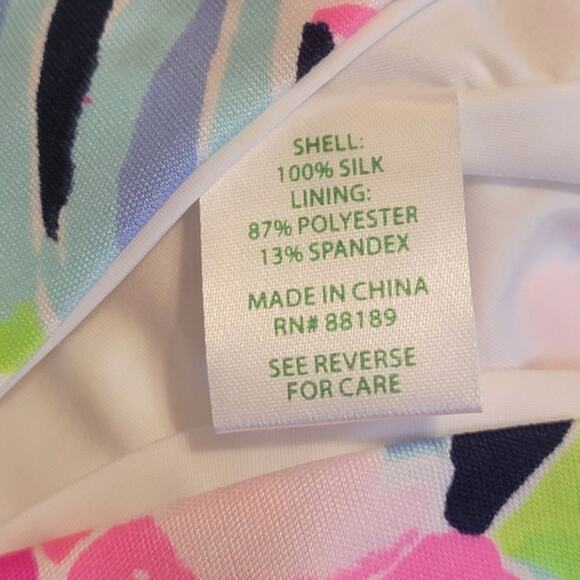 SHELL:
100% SILK
LINING:
87% POLYESTER
13% SPANDEX
MADE IN CHINA
RN# 88189
SEE REVERSE
FOR CARE